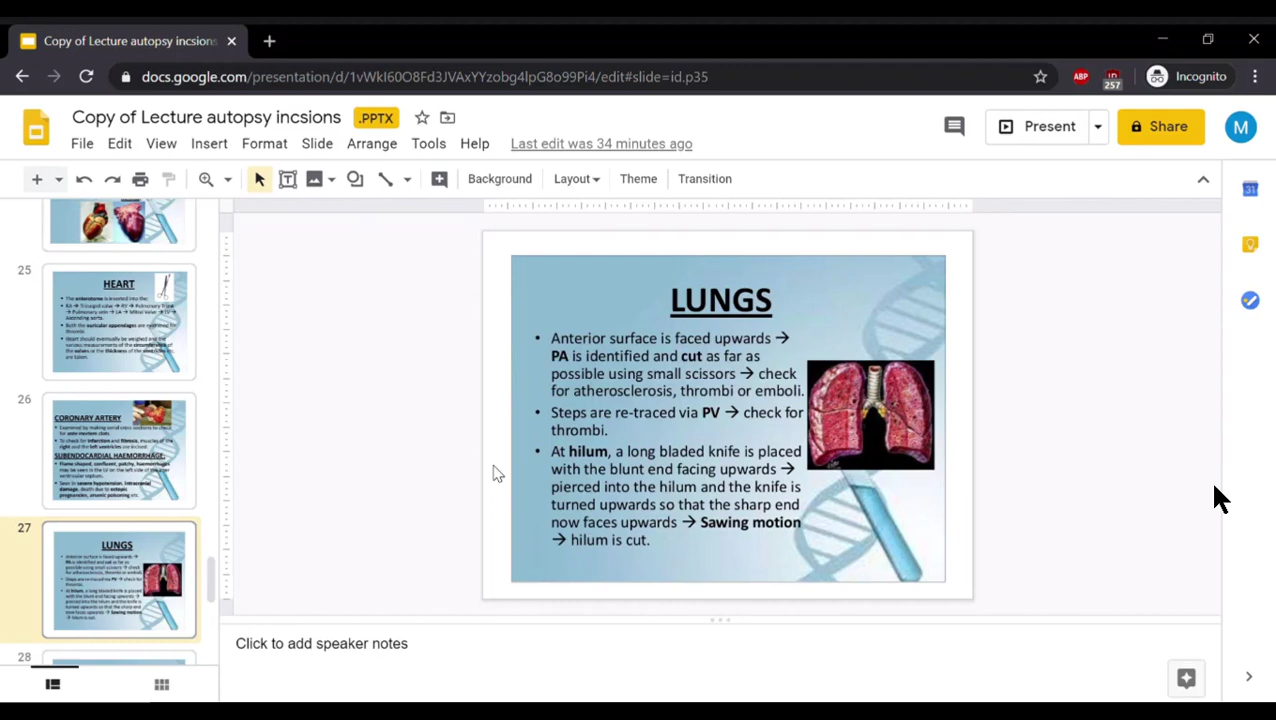 Copy of Lecture autopsy incsions
docs.google.com/presentation/d/1vWkl60O8Fd3JVAxYYzobg4lpG8o99Pi4/edit#slide=id.p35
ABP
257
Incognito
Copy of Lecture autopsy incsions
.PPTX
Present
Share
M
File Edit View Insert Format Slide Arrange Tools Help Last edit was 34 minutes ago
Background Layout Theme Transition
31
25
HEART
26
CORONARY ARTERY
SUBENDOCARDIAL HAEMORRHAGE:
27
LUNGS
28
LUNGS
• Anterior surface is faced upwards →
PA is identified and cut as far as
possible using small scissors → check
for atherosclerosis, thrombi or emboli.
• Steps are re-traced via PV → check for
thrombi.
• At hilum, a long bladed knife is placed
with the blunt end facing upwards →
pierced into the hilum and the knife is
turned upwards so that the sharp end
now faces upwards → Sawing motion
→ hilum is cut.
Click to add speaker notes